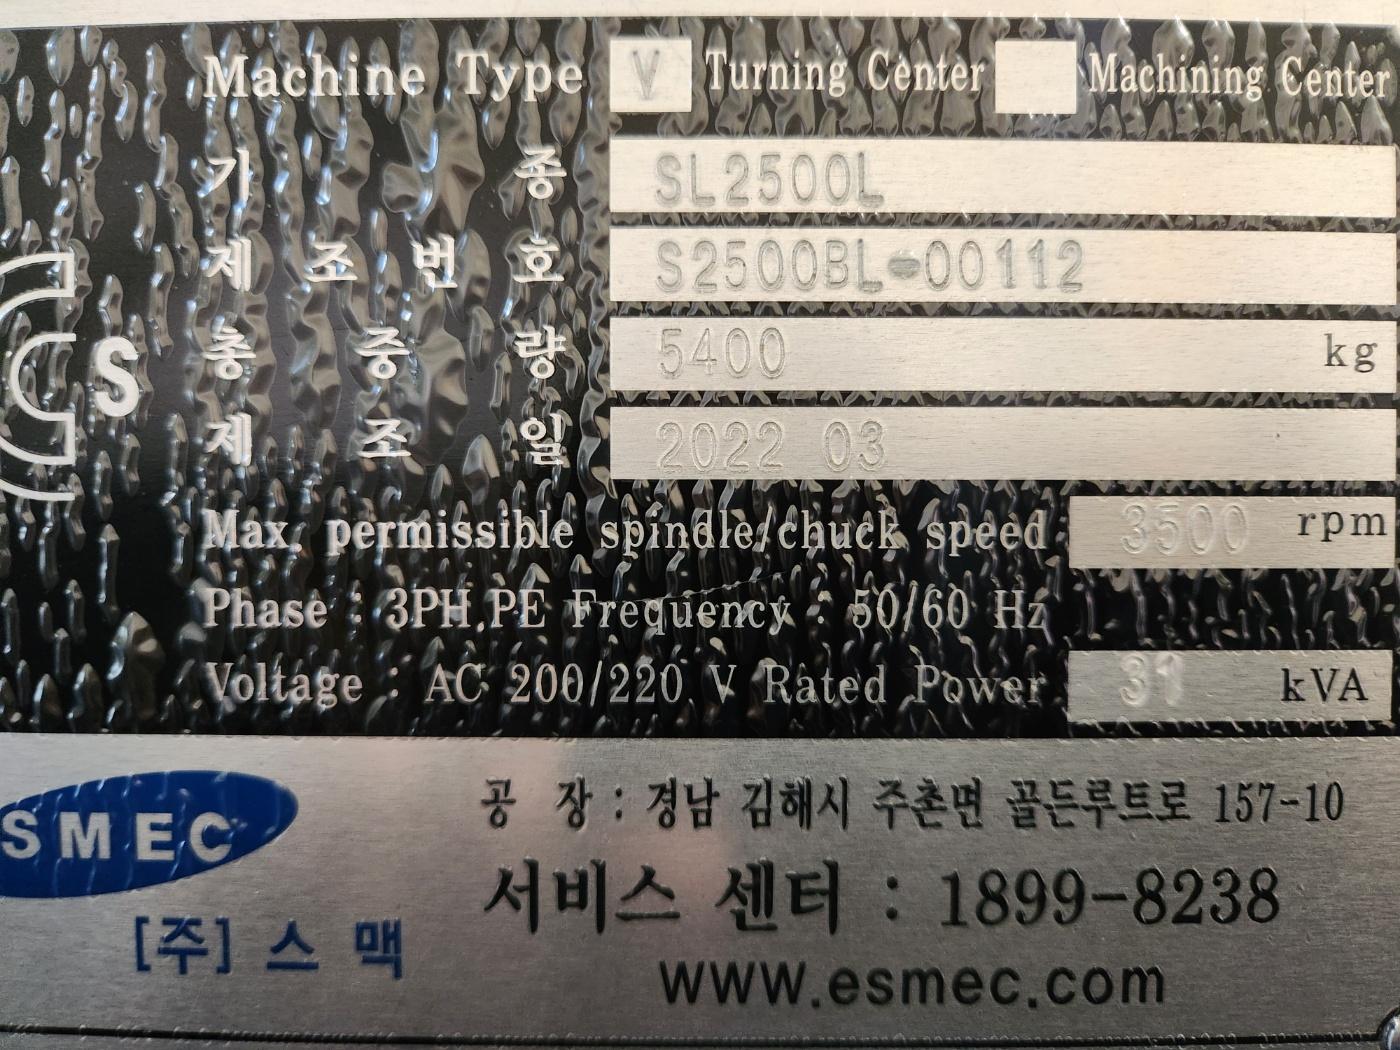 Machine Type V Turning Center Machining Center
기 종 SL2500L
제 조 번 호 S2500BL-00112
총 중 량 5400 kg
제 조 일 2022 03
Max. permissible spindle/chuck speed 3500 rpm
Phase : 3PH.PE Frequency : 50/60 Hz
Voltage : AC 200/220 V Rated Power 31 kVA
S
SMEC
[주] 스 맥
공 장 : 경남 김해시 주촌면 골든루트로 157-10
서비스 센터 : 1899-8238
www.esmec.com